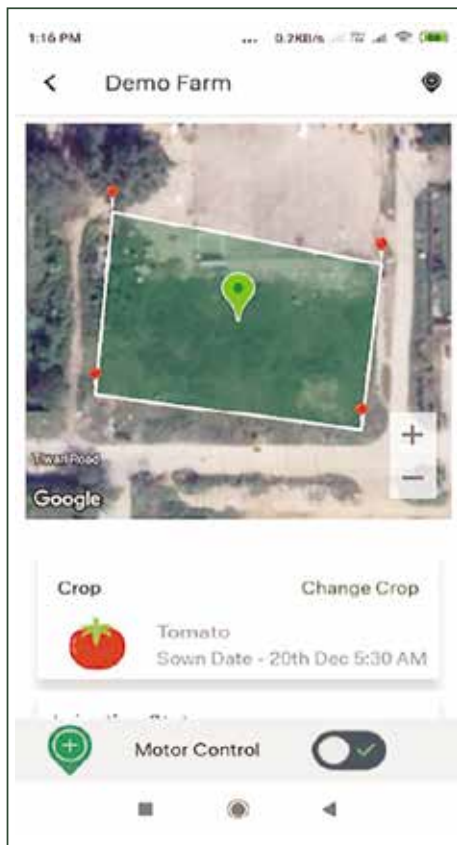 1:16 PM ... 0.2KB/s
Demo Farm
Tiwari Road
Google
Crop Change Crop
Tomato
Sown Date - 20th Dec 5:30 AM
Motor Control